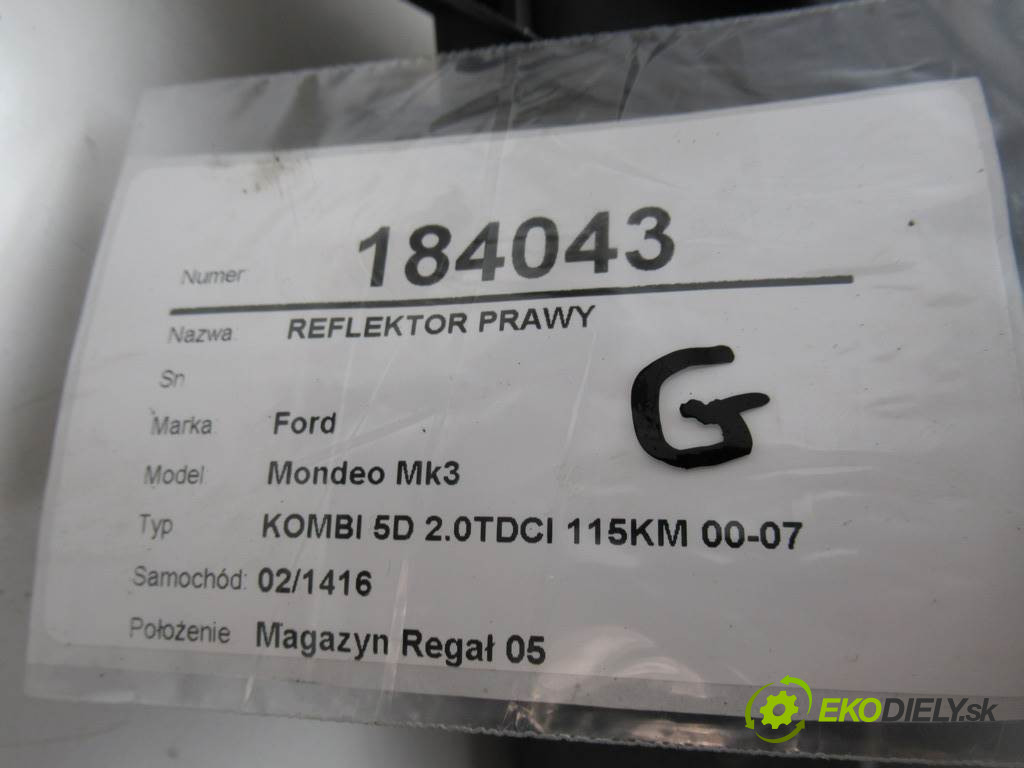 Numer 184043
Nazwa: REFLEKTOR PRAWY
Sn
G
Marka: Ford
Model: Mondeo Mk3
Typ KOMBI 5D 2.0TDCI 115KM 00-07
Samochód: 02/1416
Położenie Magazyn Regał 05
EKODIELY.sk